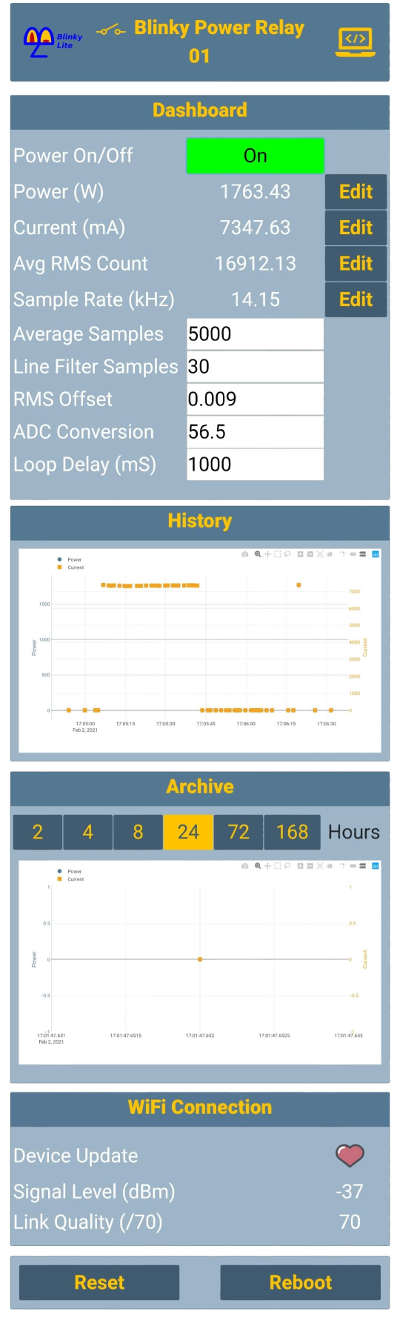 Blinky Lite
Blinky Power Relay
01
</>
Dashboard
Power On/Off On
Power (W) 1763.43 Edit
Current (mA) 7347.63 Edit
Avg RMS Count 16912.13 Edit
Sample Rate (kHz) 14.15 Edit
Average Samples 5000
Line Filter Samples 30
RMS Offset 0.009
ADC Conversion 56.5
Loop Delay (mS) 1000
History
Power
Current
7000
1500 6000
5000
1000 4000
3000
500 2000
1000
0 0
Power Current
17:05:00 17:05:15 17:05:30 17:05:45 17:06:00 17:06:15 17:06:30
Feb 2, 2021
Archive
2 4 8 24 72 168 Hours
Power
Current
1 1
0.5 0.5
0 0
-0.5 -0.5
-1 -1
Power Current
17:01:47.651 17:01:47.6515 17:01:47.652 17:01:47.6525 17:01:47.653
Feb 2, 2021
WiFi Connection
Device Update
Signal Level (dBm) -37
Link Quality (/70) 70
Reset Reboot